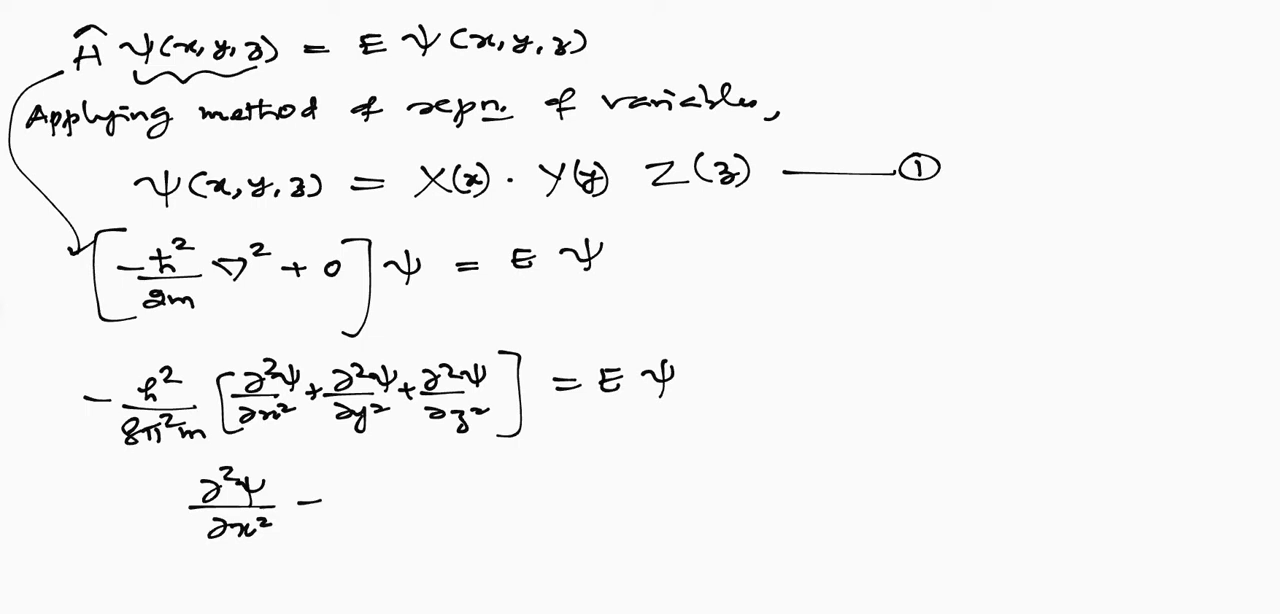 Ĥ ψ(x, y, z) = E ψ(x, y, z)
Applying method of sepn. of variables,
ψ(x, y, z) = X(x) · Y(y) Z(z) ——— ①
[-ħ²/2m ∇² + 0] ψ = E ψ
- h²/8π²m [∂²ψ/∂x² + ∂²ψ/∂y² + ∂²ψ/∂z²] = E ψ
∂²ψ/∂x² -